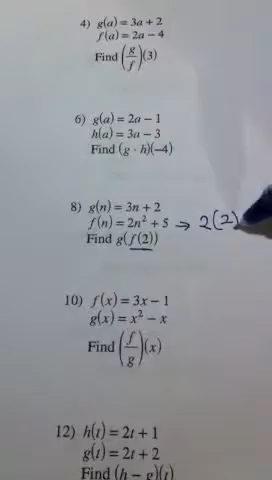 4) g(a) = 3a + 2
f(a) = 2a − 4
Find (g/f)(3)
6) g(a) = 2a − 1
h(a) = 3a − 3
Find (g · h)(−4)
8) g(n) = 3n + 2
f(n) = 2n² + 5 → 2(2)
Find g(f(2))
10) f(x) = 3x − 1
g(x) = x² − x
Find (f/g)(x)
12) h(t) = 2t + 1
g(t) = 2t + 2
Find (h − g)(t)